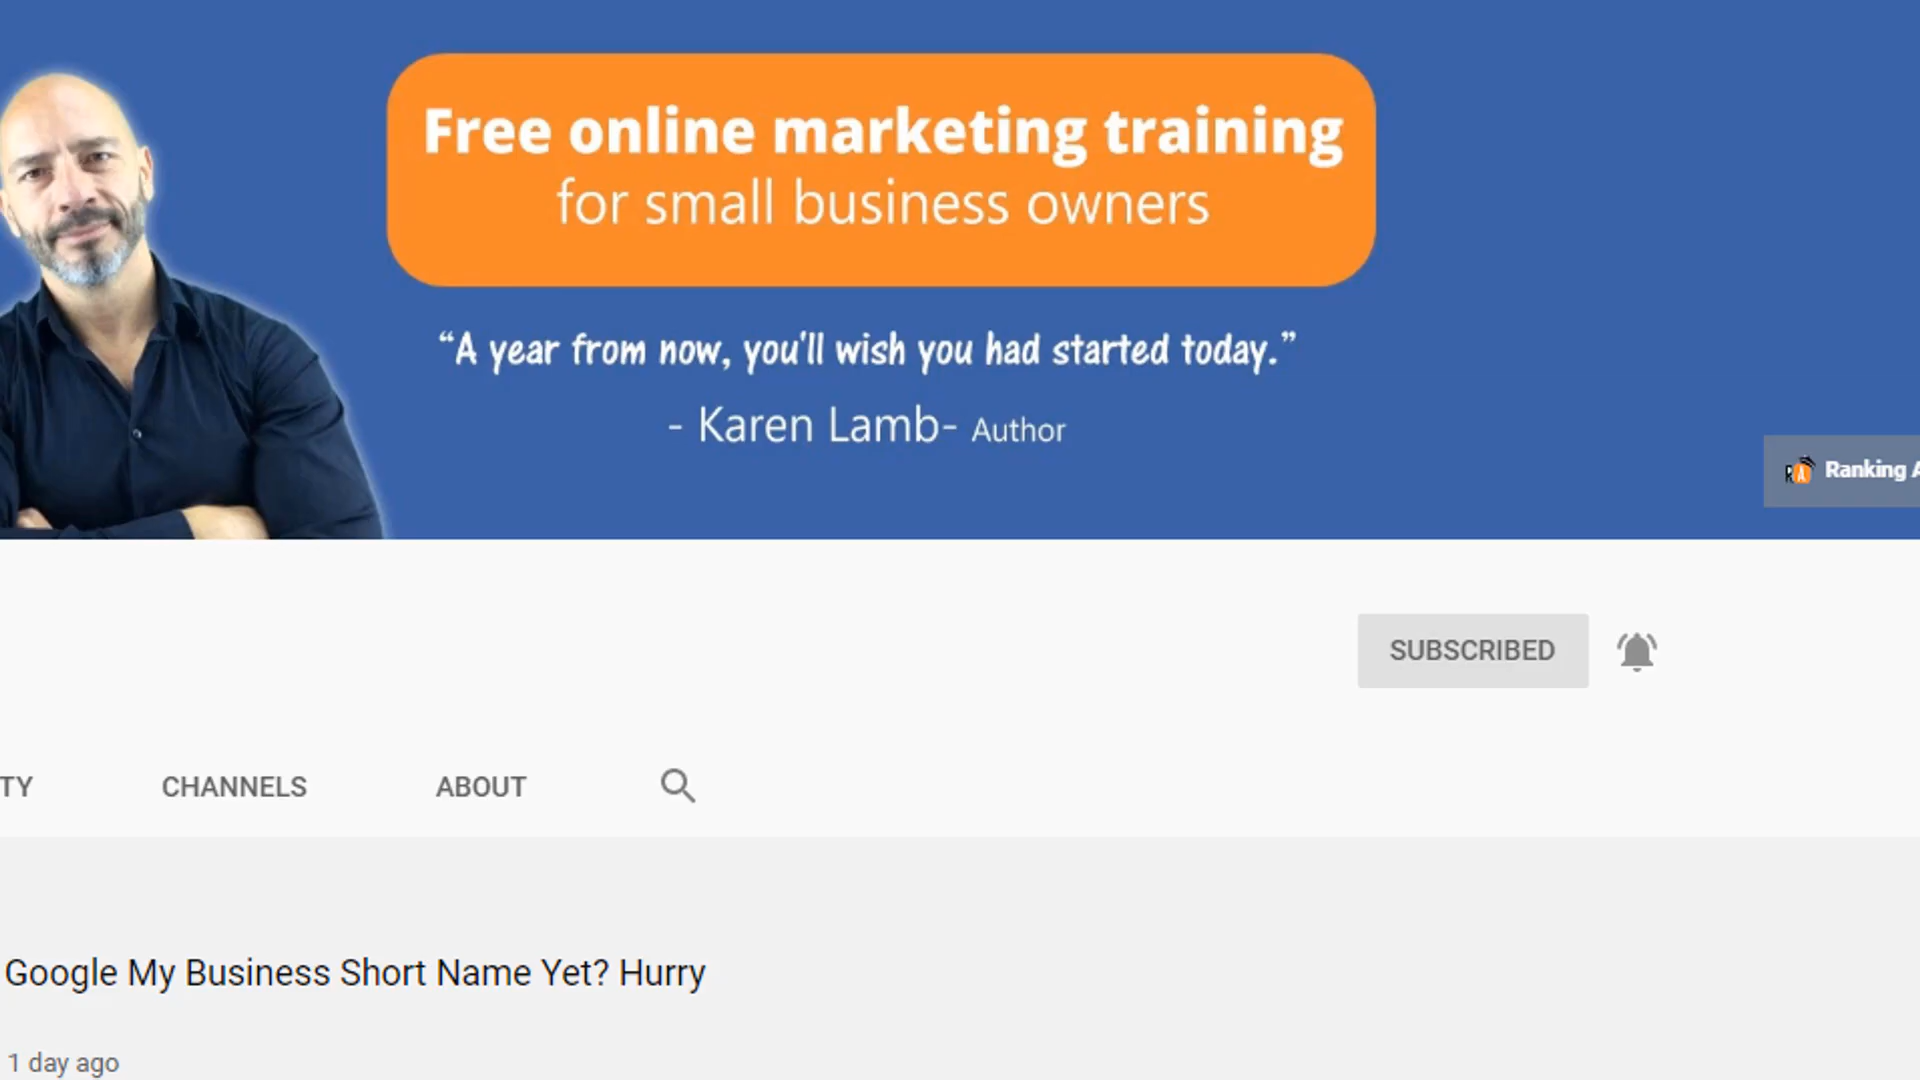 Free online marketing training
for small business owners
“A year from now, you'll wish you had started today.”
- Karen Lamb- Author
RA Ranking A
SUBSCRIBED
TY CHANNELS ABOUT
Google My Business Short Name Yet? Hurry
1 day ago